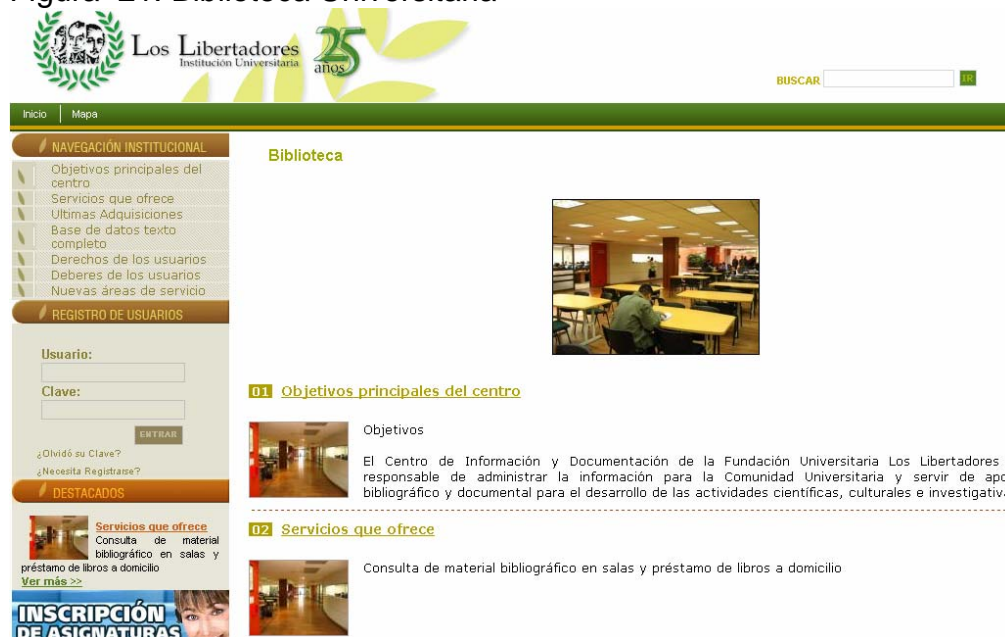 Figura 21. Biblioteca Universitaria
Los Libertadores
Institución Universitaria
25
años
BUSCAR
IR
Inicio
Mapa
NAVEGACIÓN INSTITUCIONAL
Objetivos principales del
centro
Servicios que ofrece
Ultimas Adquisiciones
Base de datos texto
completo
Derechos de los usuarios
Deberes de los usuarios
Nuevas áreas de servicio
REGISTRO DE USUARIOS
Usuario:
Clave:
ENTRAR
¿Olvidó su Clave?
¿Necesita Registrarse?
DESTACADOS
Servicios que ofrece
Consulta de material
bibliográfico en salas y
préstamo de libros a domicilio
Ver más >>
INSCRIPCIÓN
DE ASIGNATURAS
Biblioteca
01 Objetivos principales del centro
Objetivos
El Centro de Información y Documentación de la Fundación Universitaria Los Libertadores
responsable de administrar la información para la Comunidad Universitaria y servir de apo
bibliográfico y documental para el desarrollo de las actividades científicas, culturales e investigativ
02 Servicios que ofrece
Consulta de material bibliográfico en salas y préstamo de libros a domicilio